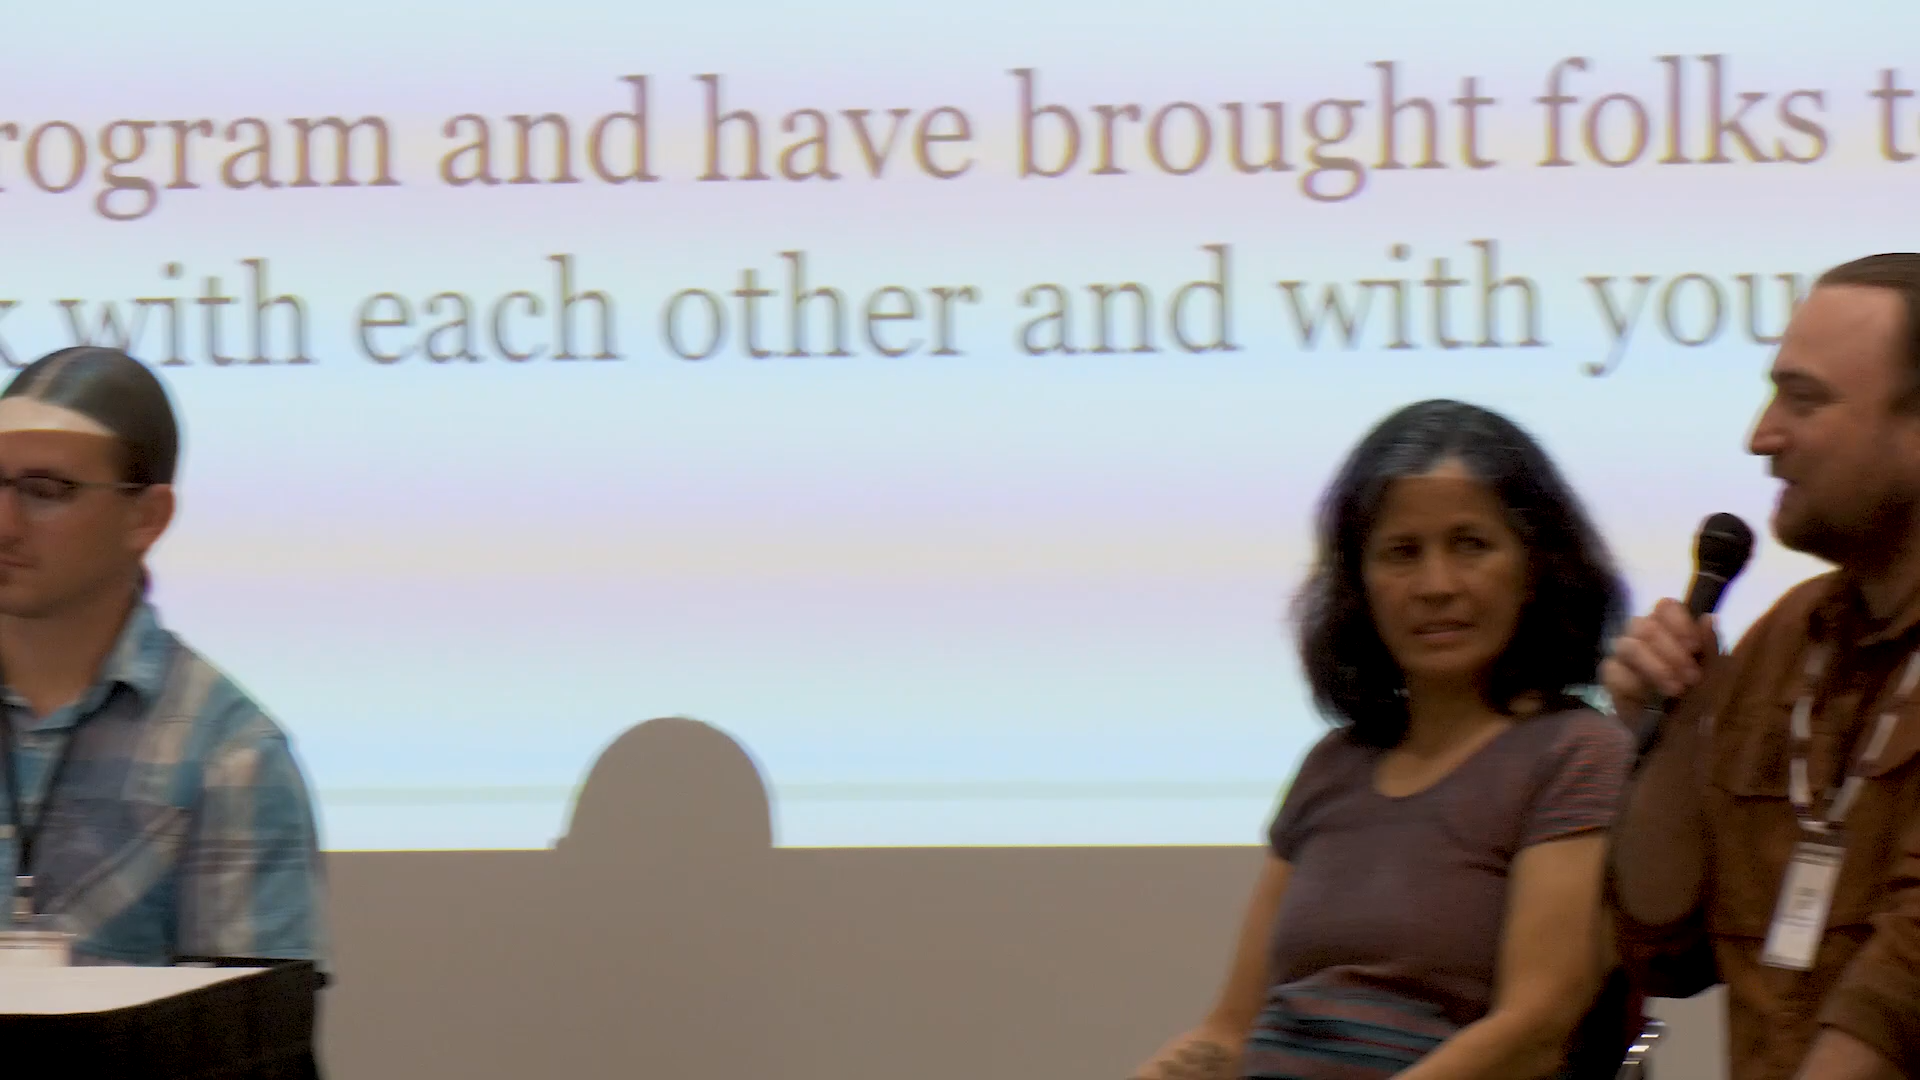 rogram and have brought folks t
with each other and with you